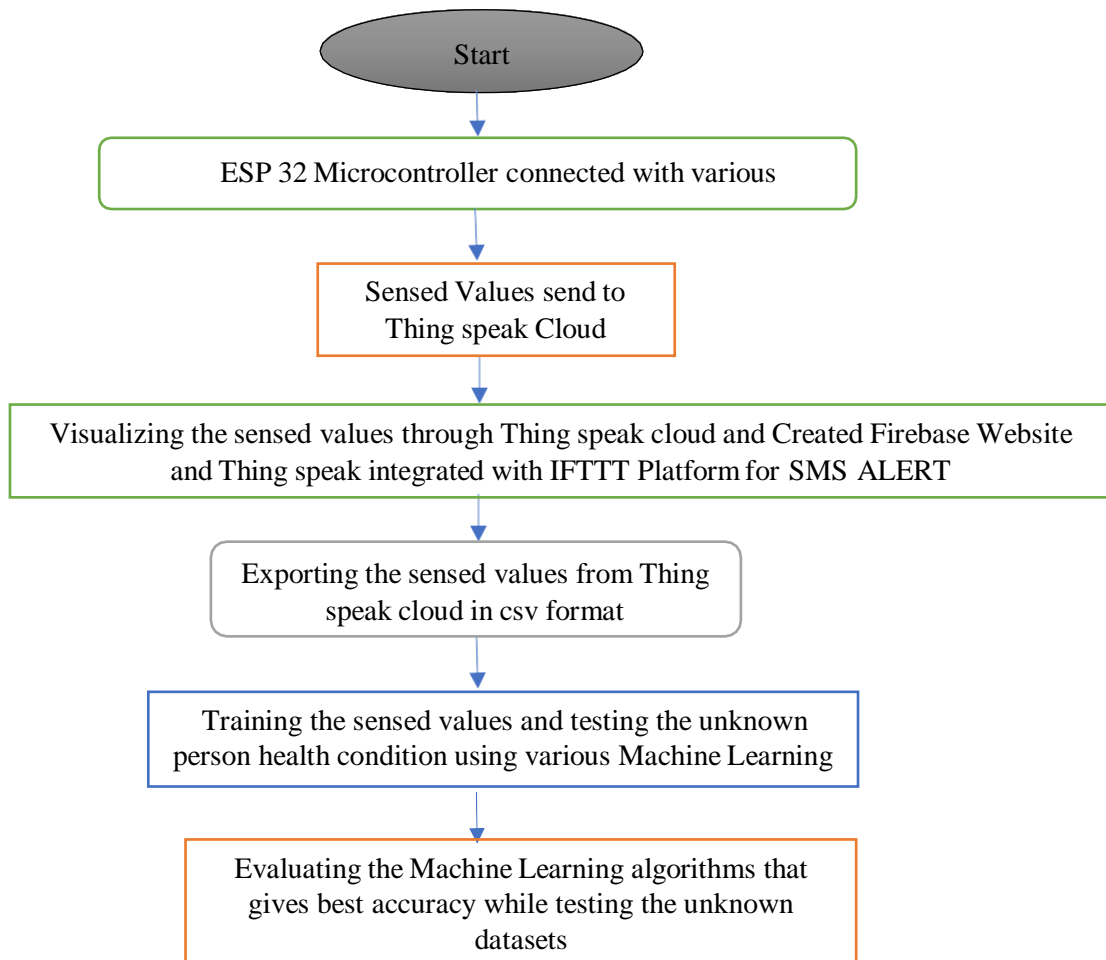 Start
ESP 32 Microcontroller connected with various
Sensed Values send to
Thing speak Cloud
Visualizing the sensed values through Thing speak cloud and Created Firebase Website
and Thing speak integrated with IFTTT Platform for SMS ALERT
Exporting the sensed values from Thing
speak cloud in csv format
Training the sensed values and testing the unknown
person health condition using various Machine Learning
Evaluating the Machine Learning algorithms that
gives best accuracy while testing the unknown
datasets